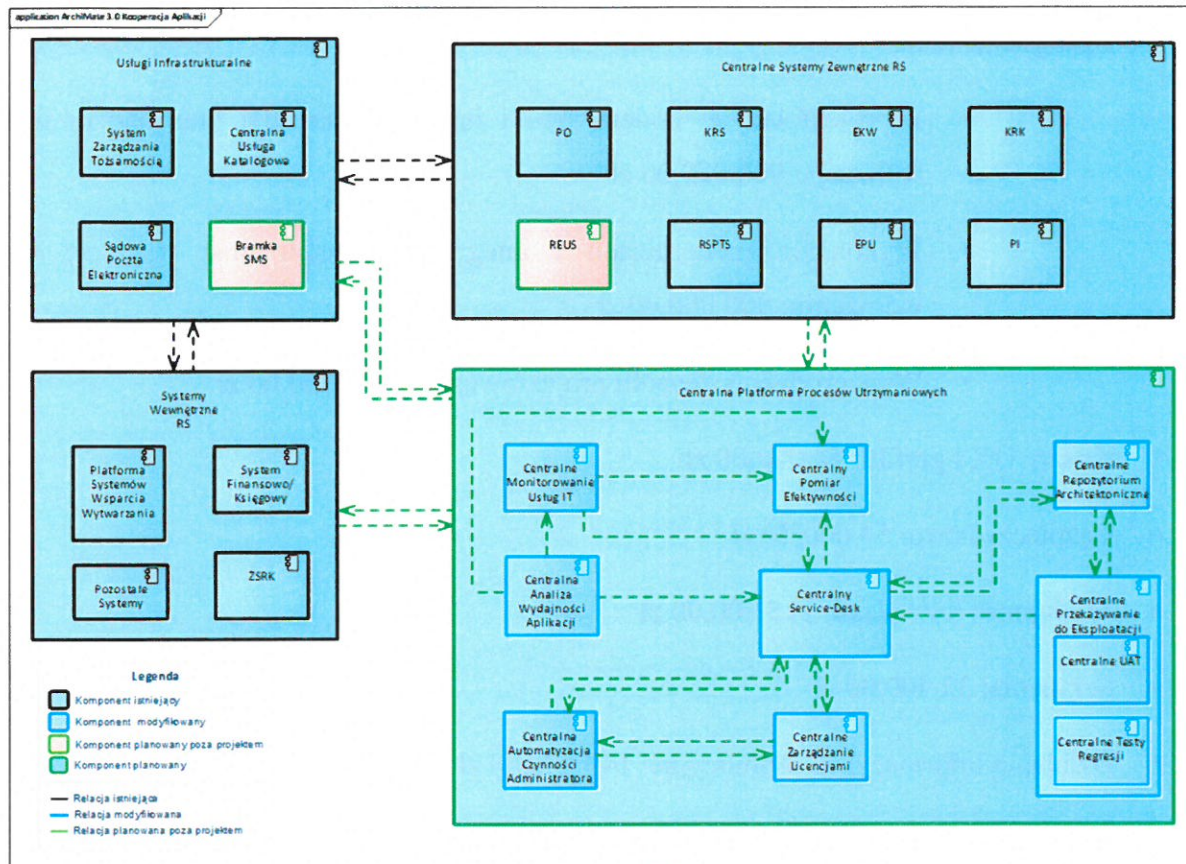 application ArchiMate 3.0 Kooperacja Aplikacji
Usługi Infrastrukturalne
System
Zarządzania
Tożsamością
Centralna
Usługa
Katalogowa
Sądowa
Poczta
Elektroniczna
Bramka
SMS
Centralne Systemy Zewnętrzne RS
PO
KRS
EKW
KRK
REUS
RSPTS
EPU
PI
Systemy
Wewnętrzne
RS
Platforma
Systemów
Wsparcia
Wytwarzania
System
Finansowo/
Księgowy
Pozostałe
Systemy
ZSRK
Centralna Platforma Procesów Utrzymaniowych
Centralne
Monitorowanie
Usług IT
Centralny
Pomiar
Efektywności
Centralne
Repozytorium
Architektoniczne
Centralna
Analiza
Wydajności
Aplikacji
Centralny
Service-Desk
Centralne
Przekazywanie
do Eksploatacji
Centralne UAT
Centralne Testy
Regresji
Centralna
Automatyzacja
Czynności
Administratora
Centralne
Zarządzanie
Licencjami
Legenda
Komponent istniejący
Komponent modyfikowany
Komponent planowany poza projektem
Komponent planowany
Relacja istniejąca
Relacja modyfikowana
Relacja planowana poza projektem